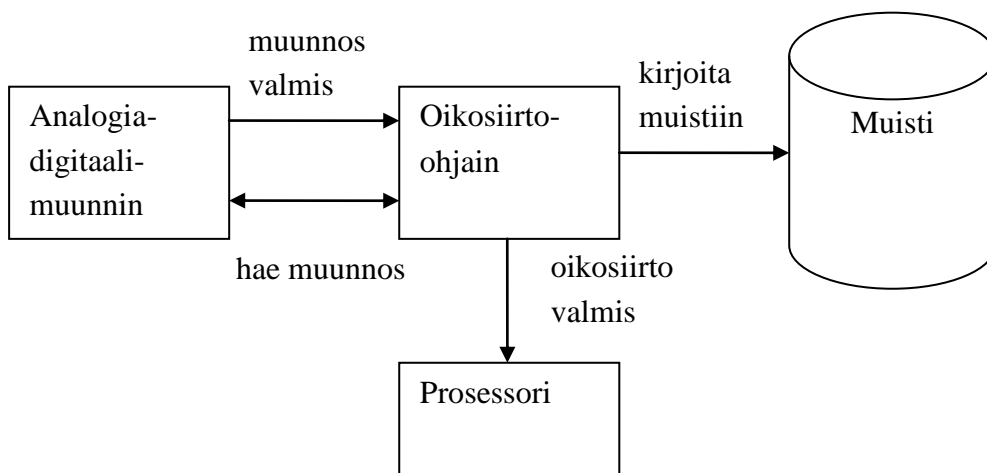 muunnos
valmis
Analogia-
digitaali-
muunnin
hae muunnos
Oikosiirto-
ohjain
kirjoita
muistiin
Muisti
oikosiirto
valmis
Prosessori